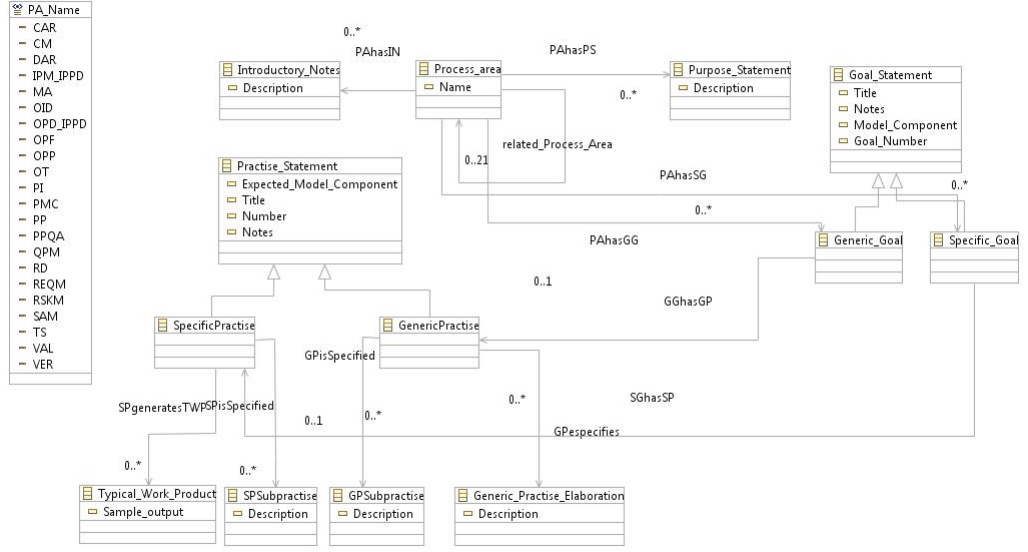 PA_Name
CAR
CM
DAR
IPM_IPPD
MA
OID
OPD_IPPD
OPF
OPP
OT
PI
PMC
PP
PPQA
QPM
RD
REQM
RSKM
SAM
TS
VAL
VER
0..*
PAhasIN
PAhasPS
Introductory_Notes
Description
Process_area
Name
Purpose_Statement
Description
0..*
Goal_Statement
Title
Notes
Model_Component
Goal_Number
related_Process_Area
0..21
PAhasSG
0..*
Practise_Statement
Expected_Model_Component
Title
Number
Notes
0..*
PAhasGG
Generic_Goal
Specific_Goal
0..1
GGhasGP
SpecificPractise
GenericPractise
GPisSpecified
SPgeneratesTWP
SPisSpecified
0..1
0..*
0..*
SGhasSP
GPespecifies
0..*
0..*
Typical_Work_Product
Sample_output
SPSubpractise
Description
GPSubpractise
Description
Generic_Practise_Elaboration
Description